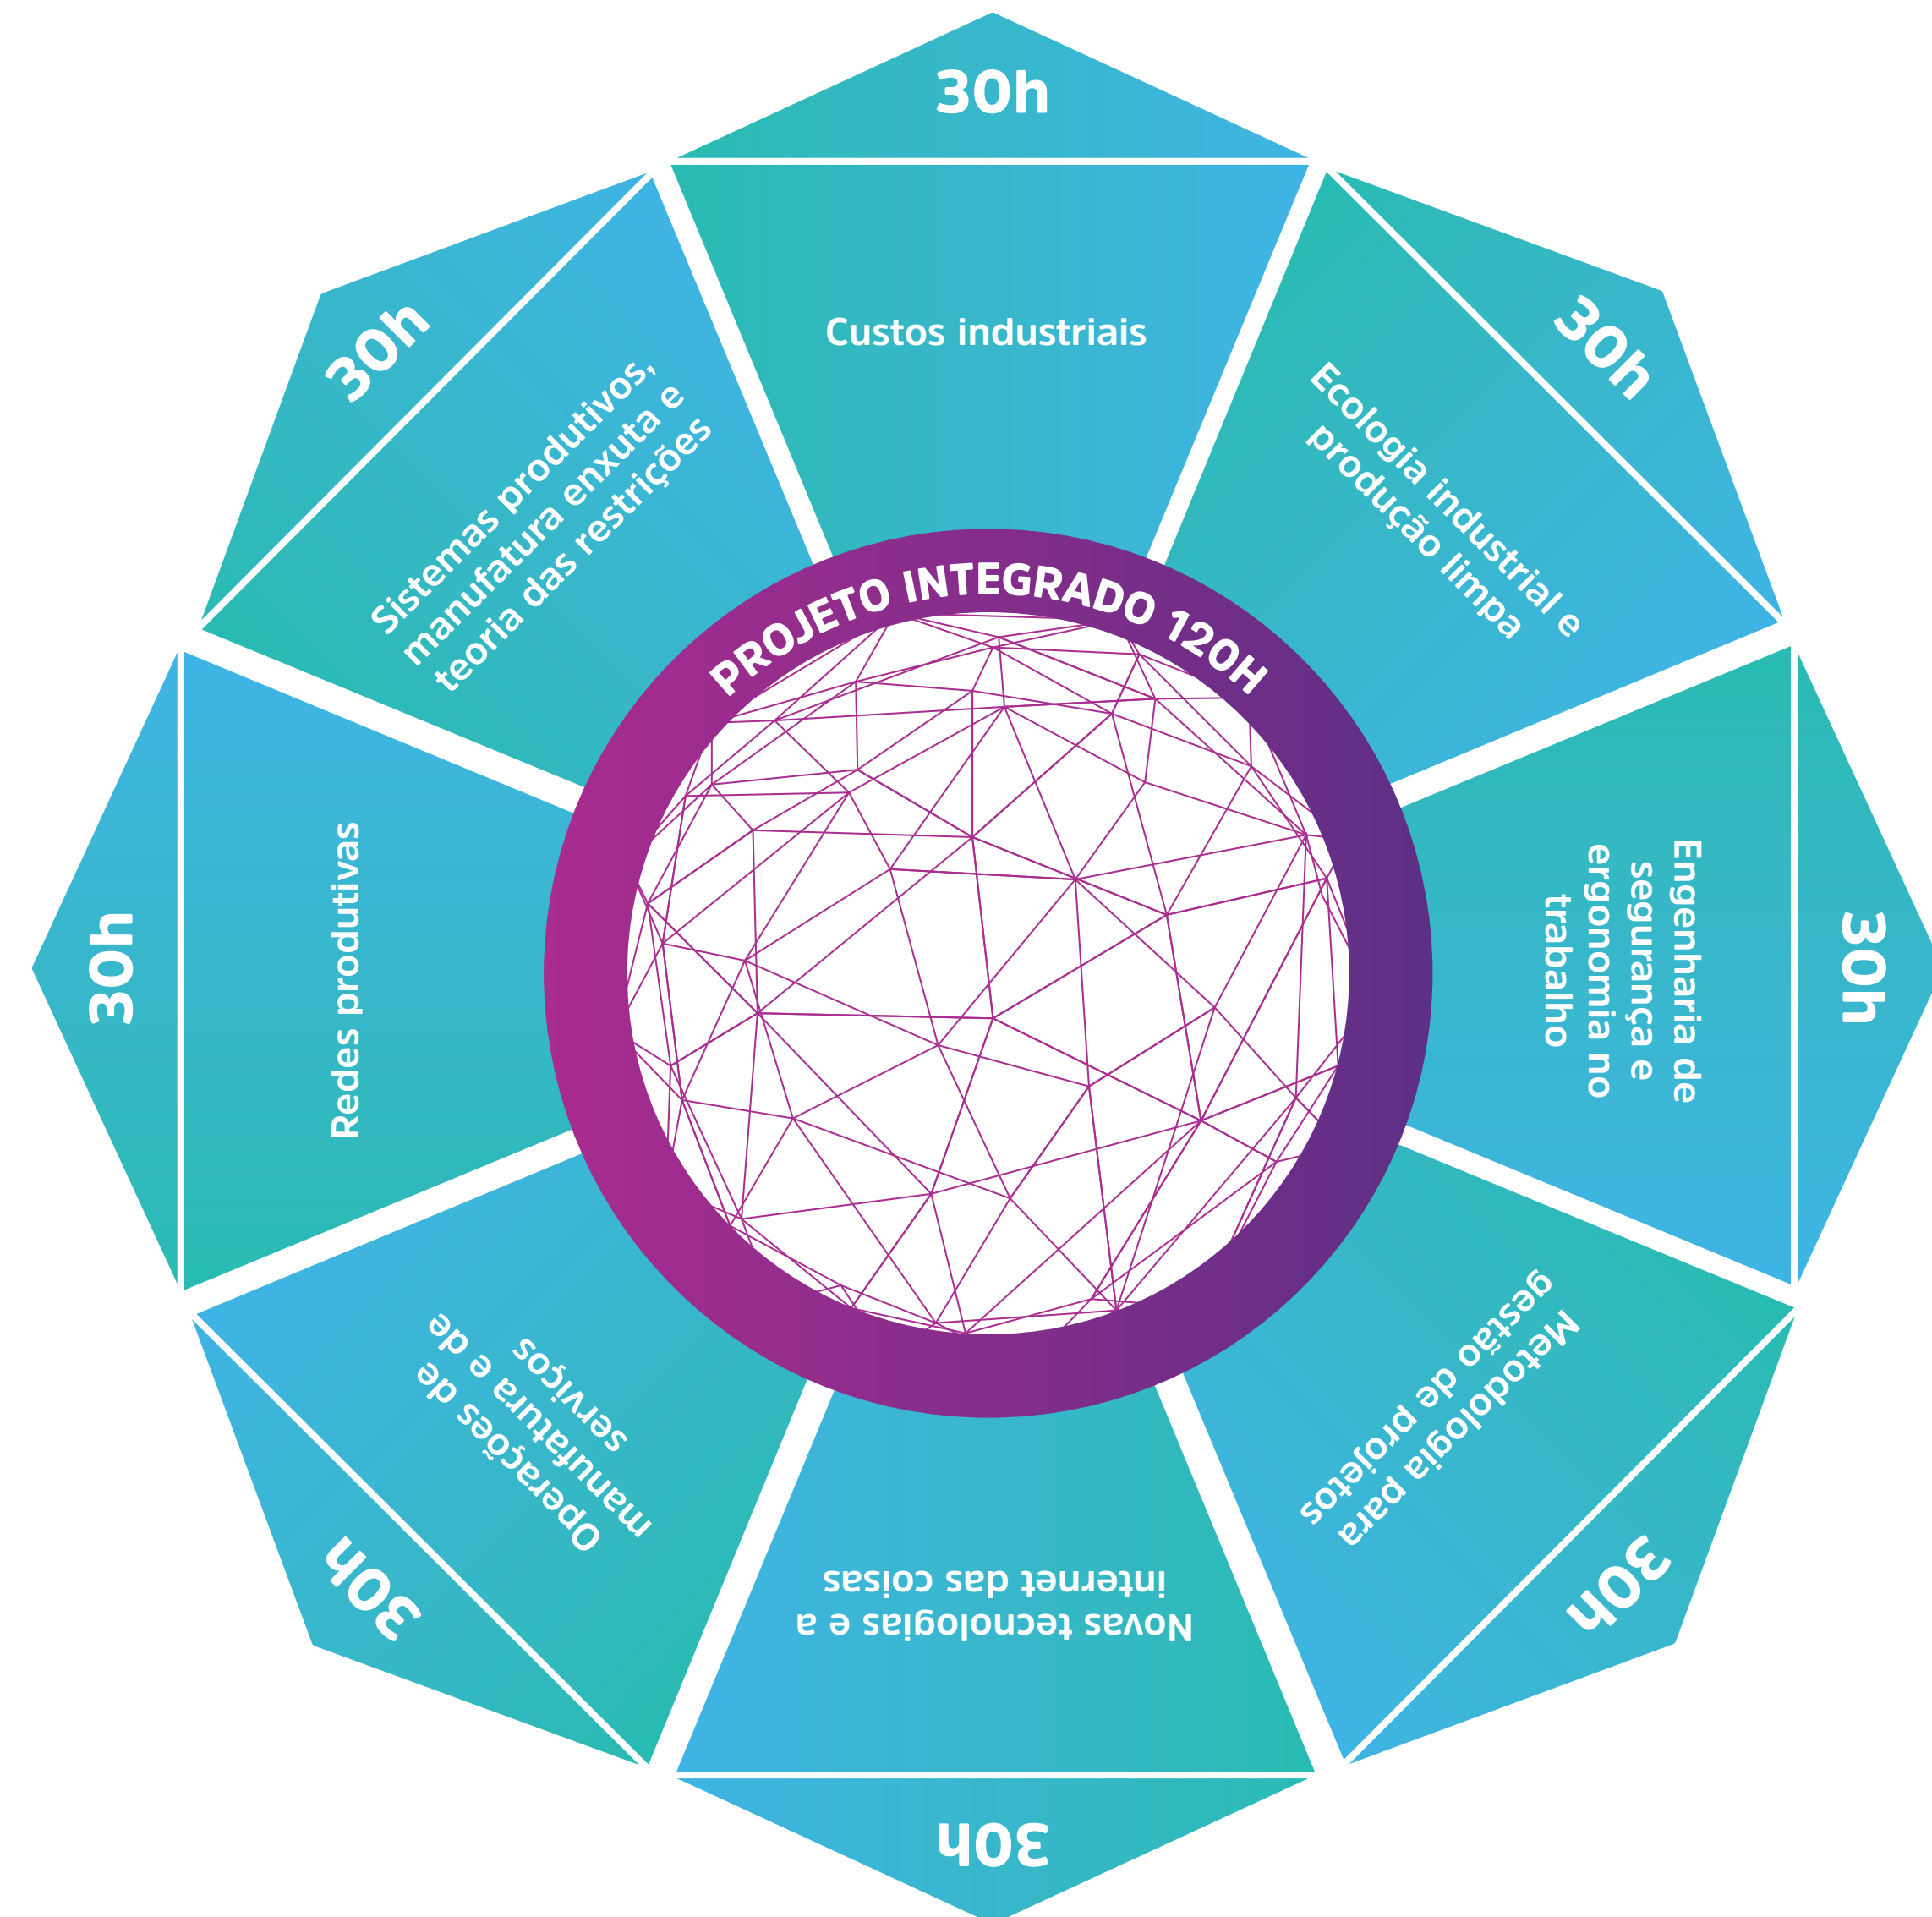 30h
Custos industriais
30h
Ecologia industrial e
produção limpa
30h
Engenharia de
segurança e
ergonomia no
traballho
30h
Metodologia para
gestão de projetos
30h
Novas tecnologias e a
internet das coisas
30h
Operações de
manufatura e de
serviços
30h
Redes produtivas
30h
Sistemas produtivos,
manufatura enxuta e
teoria das restrições
PROJETO INTEGRADO 120H